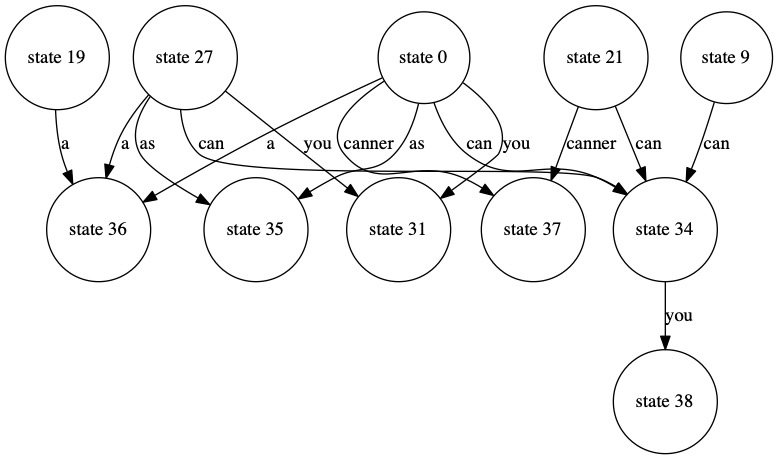 state 19 state 27 state 0 state 21 state 9
a a as can a you canner as can you canner can can
state 36 state 35 state 31 state 37 state 34
you
state 38